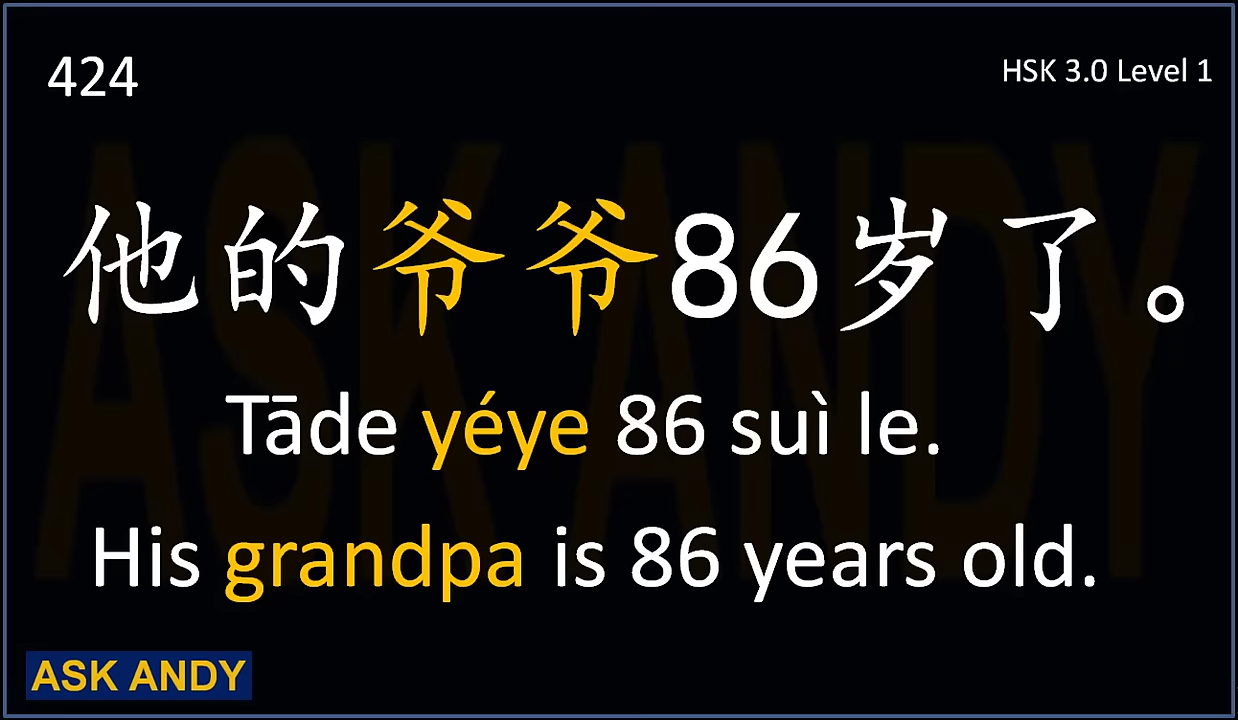 424
HSK 3.0 Level 1
他的爷爷86岁了。
Tāde yéye 86 suì le.
His grandpa is 86 years old.
ASK ANDY
ASK ANDY